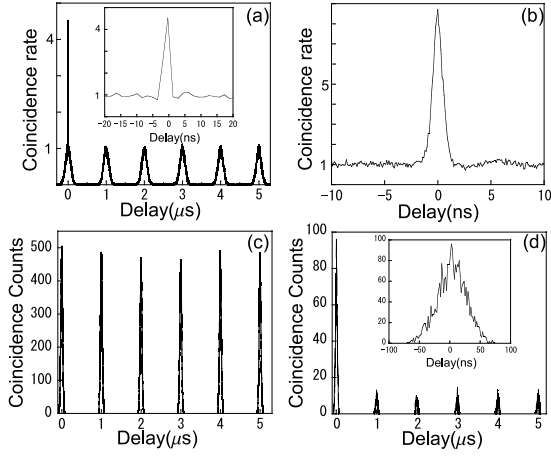 (a)
Coincidence rate
4
1
0 1 2 3 4 5
Delay(μs)
4
1
-20 -15 -10 -5 0 5 10 15 20
Delay(ns)
(b)
Coincidence rate
5
1
-10 -5 0 5 10
Delay(ns)
(c)
Coincidence Counts
500
400
300
200
100
0
0 1 2 3 4 5
Delay(μs)
(d)
Coincidence Counts
100
80
60
40
20
0
0 1 2 3 4 5
Delay(μs)
100
80
60
40
20
0
-100 -50 0 50 100
Delay(ns)